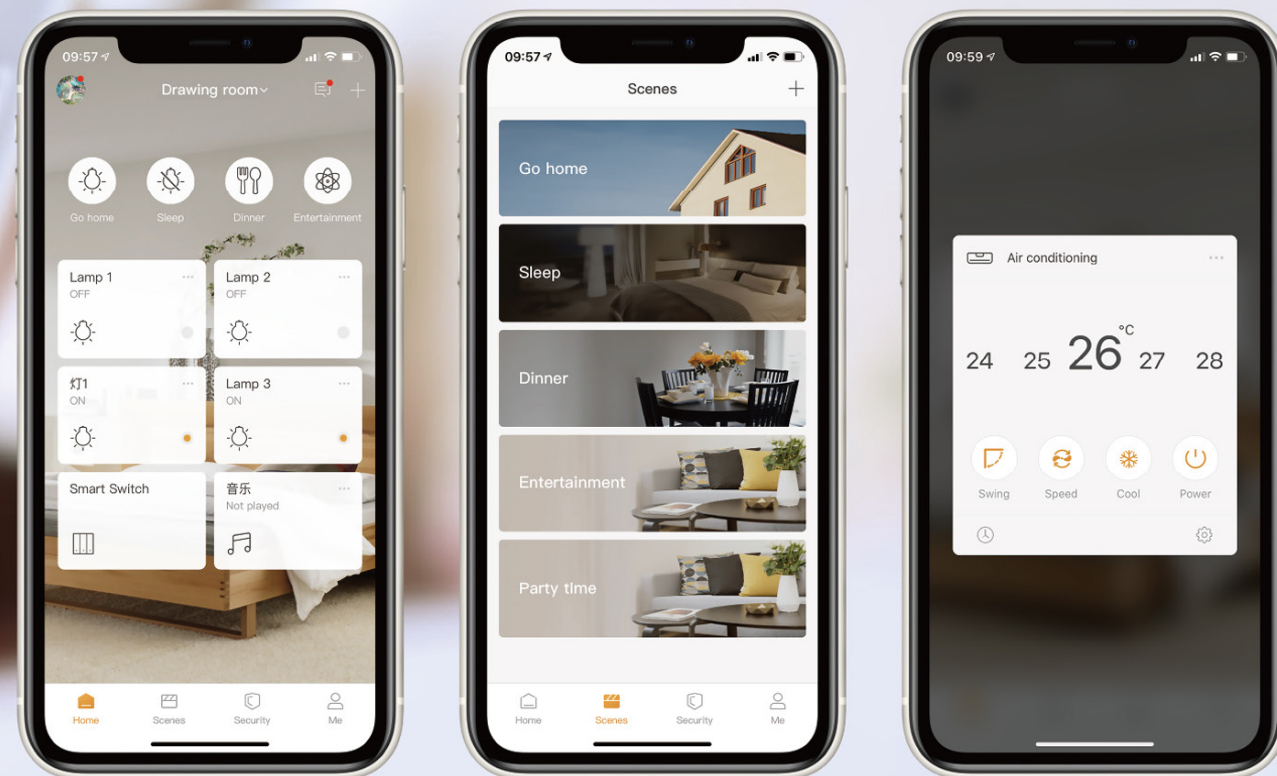 09:57
Drawing room
Go home
Sleep
Dinner
Entertainment
Lamp 1
OFF
Lamp 2
OFF
灯1
ON
Lamp 3
ON
Smart Switch
音乐
Not played
Home
Scenes
Security
Me
09:57
Scenes
Go home
Sleep
Dinner
Entertainment
Party tIme
Home
Scenes
Security
Me
09:59
Air conditioning
24 25 26°C 27 28
Swing
Speed
Cool
Power